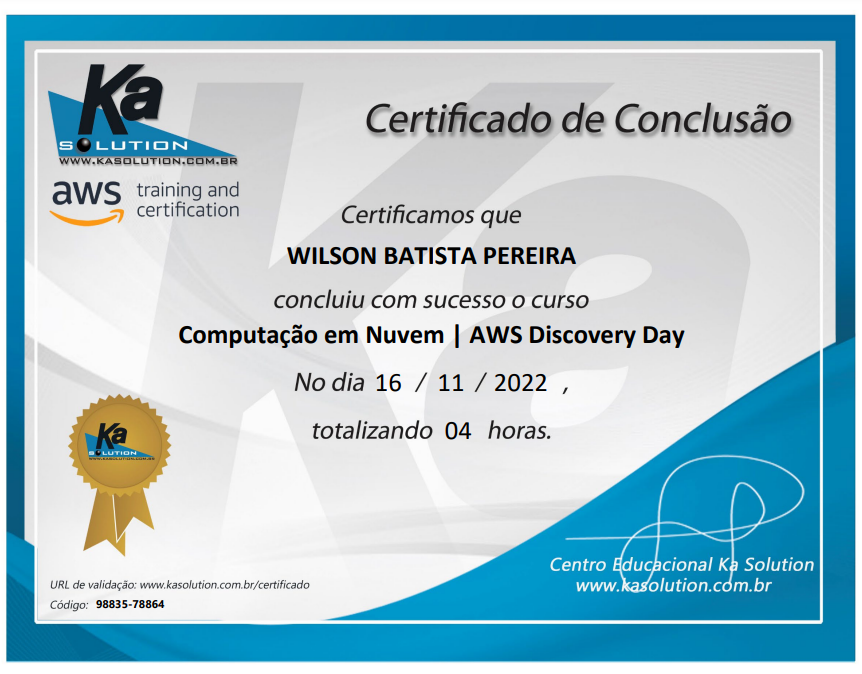 Ka
SOLUTION
WWW.KASOLUTION.COM.BR
aws training and
certification
Certificado de Conclusão
Certificamos que
WILSON BATISTA PEREIRA
concluiu com sucesso o curso
Computação em Nuvem | AWS Discovery Day
No dia 16 / 11 / 2022 ,
totalizando 04 horas.
Ka
SOLUTION
WWW.KASOLUTION.COM.BR
Centro Educacional Ka Solution
www.kasolution.com.br
URL de validação: www.kasolution.com.br/certificado
Código: 98835-78864